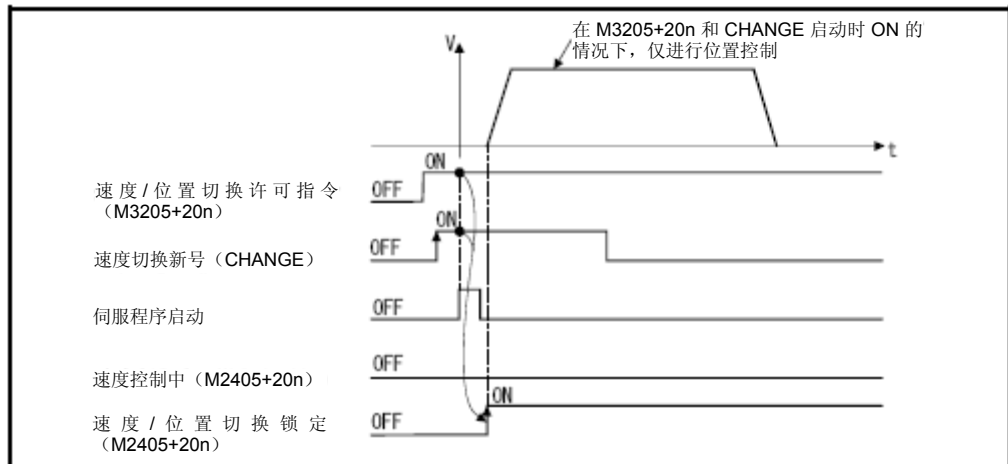 在 M3205+20n 和 CHANGE 启动时 ON 的
情况下，仅进行位置控制
V
t
ON
速度/位置切换许可指令
OFF
（M3205+20n）
ON
速度切换新号（CHANGE）
OFF
伺服程序启动
OFF
速度控制中（M2405+20n）
OFF
ON
速度/位置切换锁定
OFF
（M2405+20n）